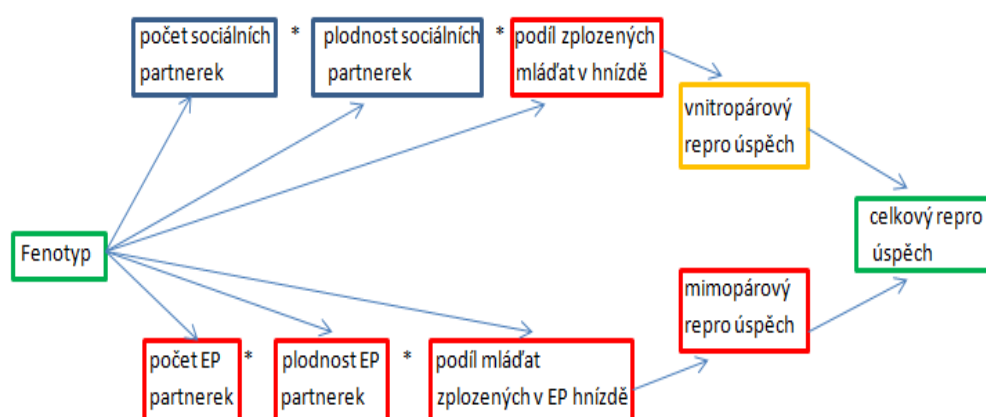 počet sociálních * plodnost sociálních * podíl zplozených
partnerek partnerek mláďat v hnízdě
vnitropárový
repro úspěch
celkový repro
úspěch
Fenotyp
mimopárový
repro úspěch
počet EP * plodnost EP * podíl mláďat
partnerek partnerek zplozených v EP hnízdě